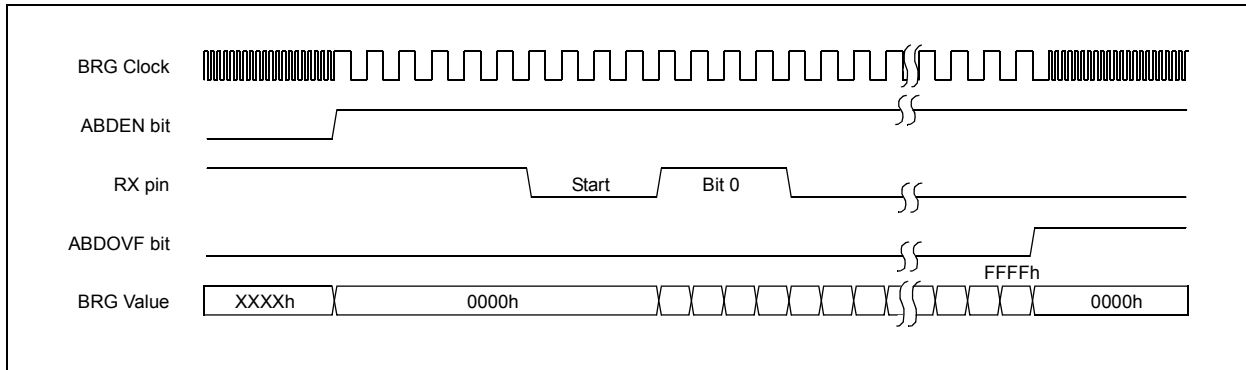 BRG Clock
ABDEN bit
RX pin
Start
Bit 0
ABDOVF bit
FFFFh
BRG Value
XXXXh
0000h
0000h